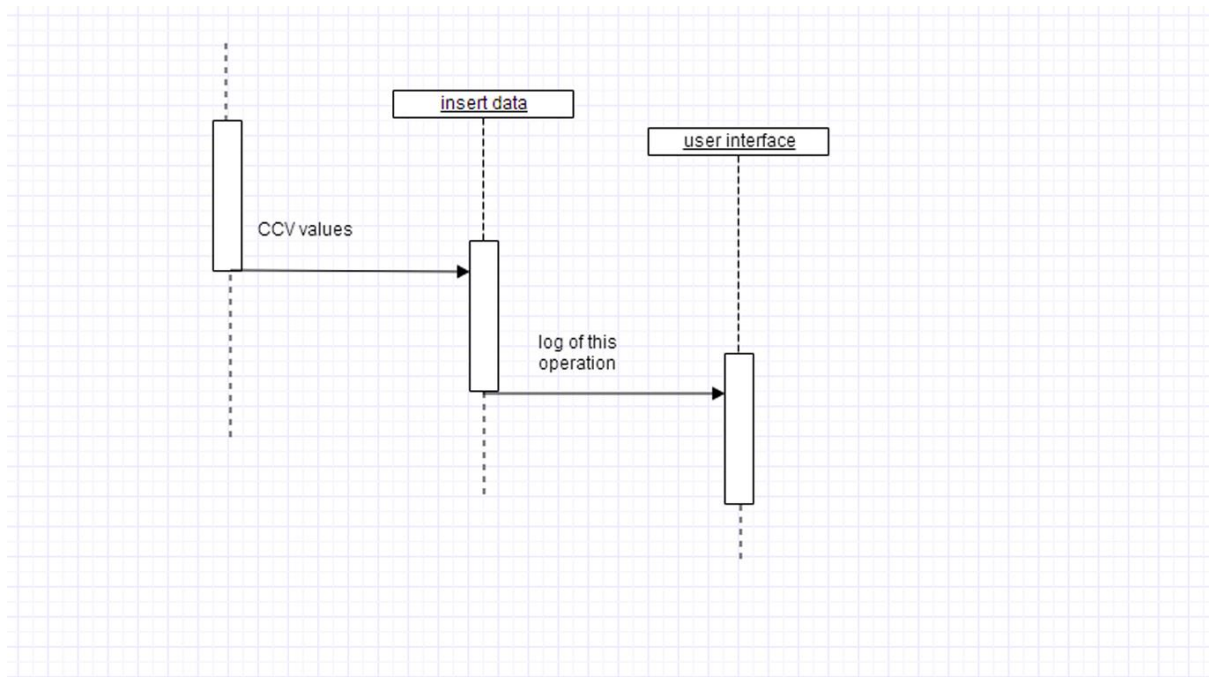 insert data
user interface
CCV values
log of this
operation